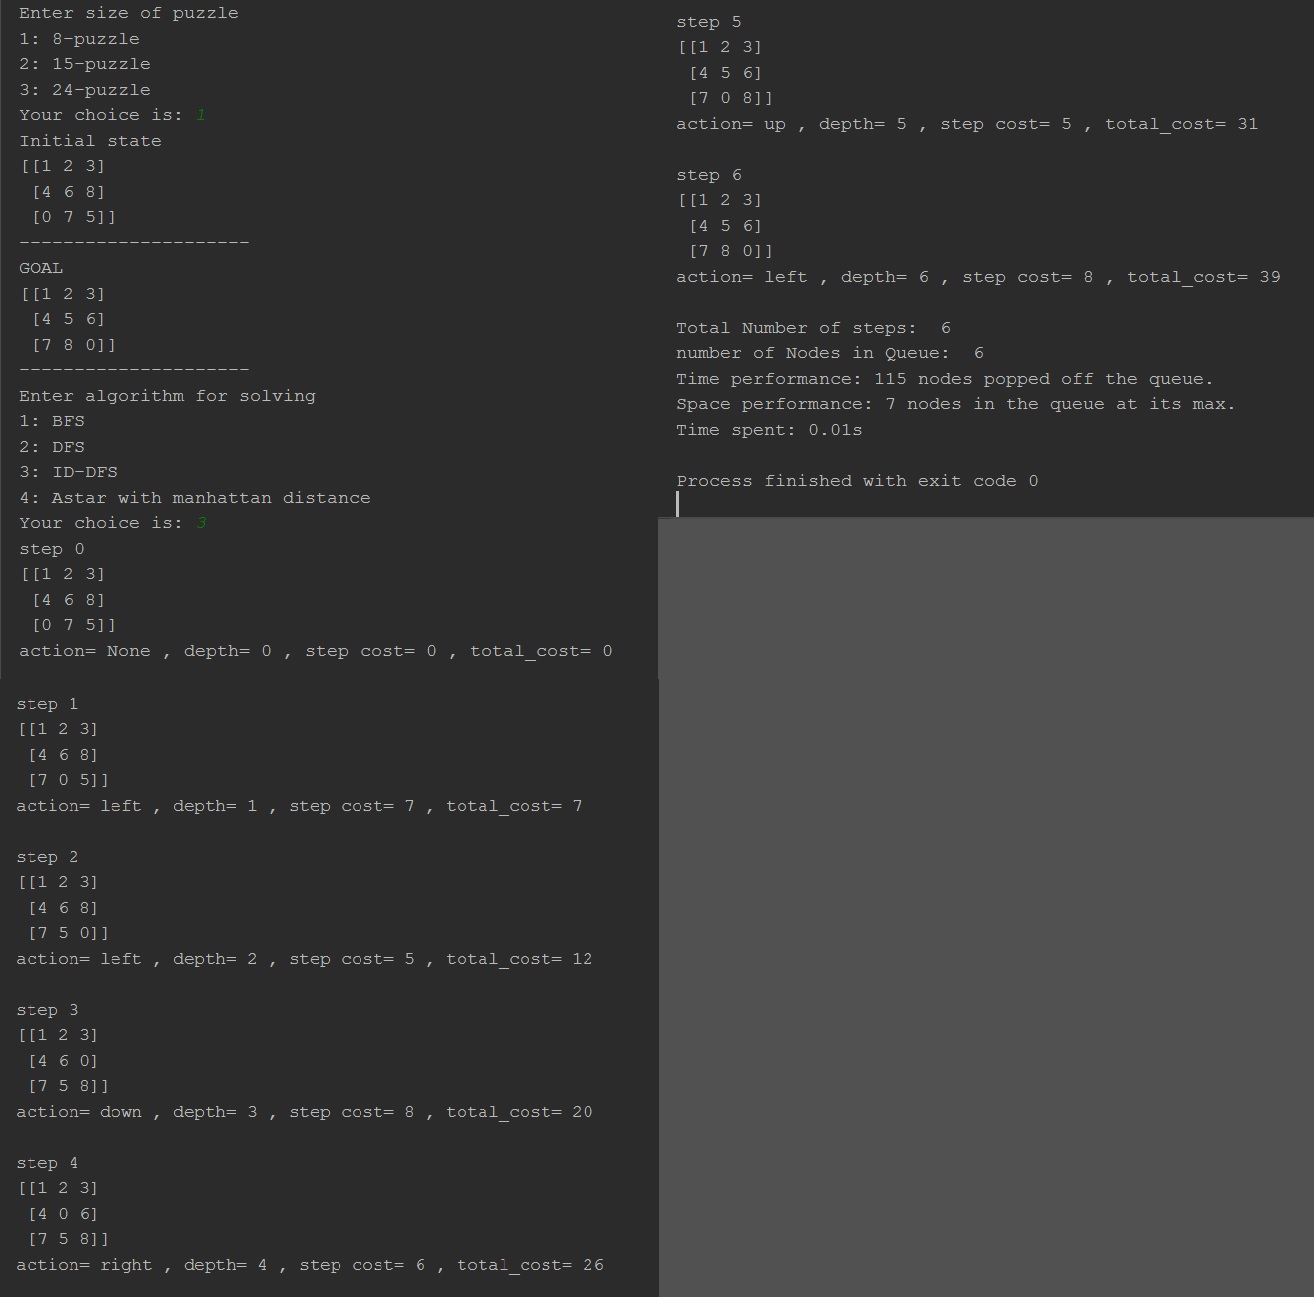 Enter size of puzzle
1: 8-puzzle
2: 15-puzzle
3: 24-puzzle
Your choice is: 1
Initial state
[[1 2 3]
 [4 6 8]
 [0 7 5]]
---------------------
GOAL
[[1 2 3]
 [4 5 6]
 [7 8 0]]
---------------------
Enter algorithm for solving
1: BFS
2: DFS
3: ID-DFS
4: Astar with manhattan distance
Your choice is: 3
step 0
[[1 2 3]
 [4 6 8]
 [0 7 5]]
action= None , depth= 0 , step cost= 0 , total_cost= 0
step 1
[[1 2 3]
 [4 6 8]
 [7 0 5]]
action= left , depth= 1 , step cost= 7 , total_cost= 7
step 2
[[1 2 3]
 [4 6 8]
 [7 5 0]]
action= left , depth= 2 , step cost= 5 , total_cost= 12
step 3
[[1 2 3]
 [4 6 0]
 [7 5 8]]
action= down , depth= 3 , step cost= 8 , total_cost= 20
step 4
[[1 2 3]
 [4 0 6]
 [7 5 8]]
action= right , depth= 4 , step cost= 6 , total_cost= 26
step 5
[[1 2 3]
 [4 5 6]
 [7 0 8]]
action= up , depth= 5 , step cost= 5 , total_cost= 31
step 6
[[1 2 3]
 [4 5 6]
 [7 8 0]]
action= left , depth= 6 , step cost= 8 , total_cost= 39
Total Number of steps:  6
number of Nodes in Queue:  6
Time performance: 115 nodes popped off the queue.
Space performance: 7 nodes in the queue at its max.
Time spent: 0.01s
Process finished with exit code 0